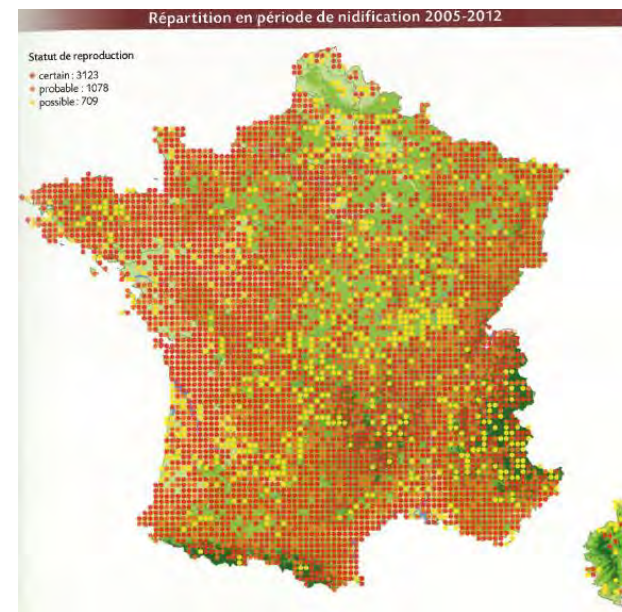 Répartition en période de nidification 2005-2012
Statut de reproduction
certain : 3123
probable : 1078
possible : 709